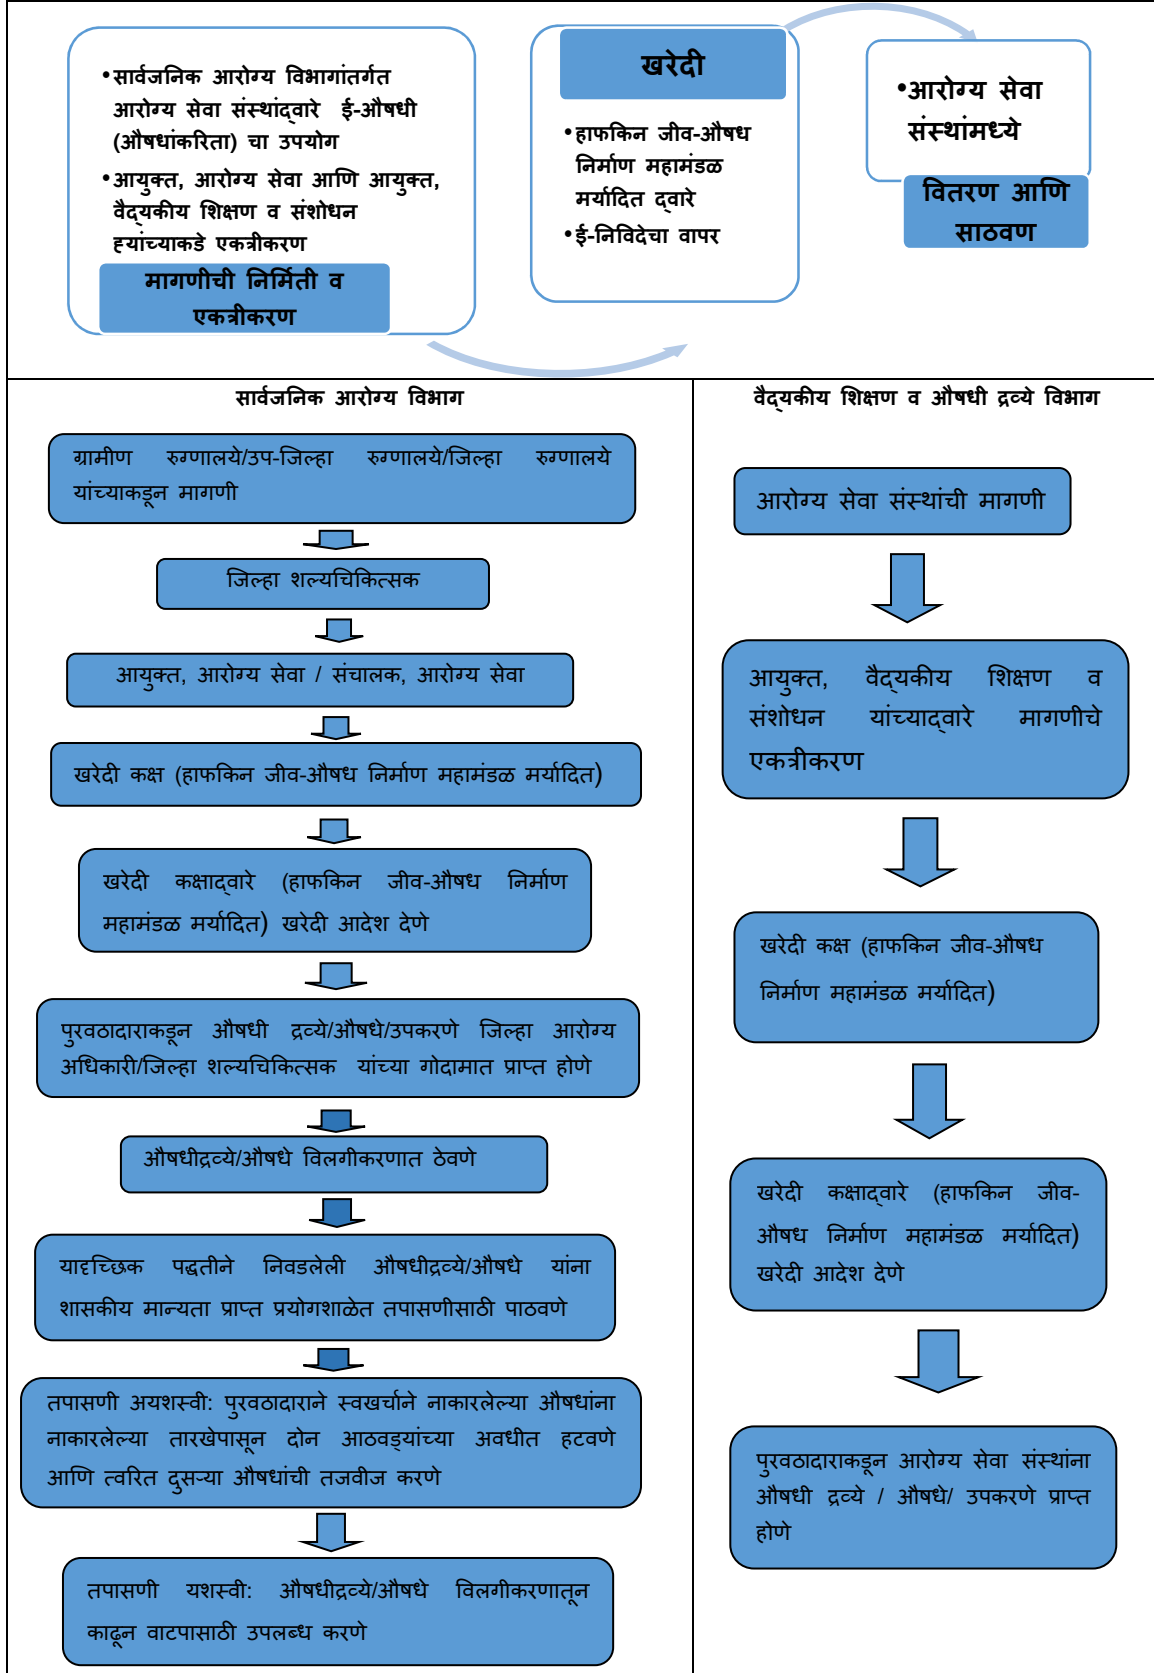 •सार्वजनिक आरोग्य विभागांतर्गत
आरोग्य सेवा संस्थांद्वारे ई-औषधी
(औषधांकरिता) चा उपयोग
•आयुक्त, आरोग्य सेवा आणि आयुक्त,
वैद्यकीय शिक्षण व संशोधन
ह्यांच्याकडे एकत्रीकरण
मागणीची निर्मिती व
एकत्रीकरण
खरेदी
•हाफकिन जीव-औषध
निर्माण महामंडळ
मर्यादित द्वारे
•ई-निविदेचा वापर
•आरोग्य सेवा
संस्थांमध्ये
वितरण आणि
साठवण
सार्वजनिक आरोग्य विभाग
ग्रामीण रुग्णालये/उप-जिल्हा रुग्णालये/जिल्हा रुग्णालये
यांच्याकडून मागणी
जिल्हा शल्यचिकित्सक
आयुक्त, आरोग्य सेवा / संचालक, आरोग्य सेवा
खरेदी कक्ष (हाफकिन जीव-औषध निर्माण महामंडळ मर्यादित)
खरेदी कक्षाद्वारे (हाफकिन जीव-औषध निर्माण
महामंडळ मर्यादित) खरेदी आदेश देणे
पुरवठादाराकडून औषधी द्रव्ये/औषधे/उपकरणे जिल्हा आरोग्य
अधिकारी/जिल्हा शल्यचिकित्सक यांच्या गोदामात प्राप्त होणे
औषधीद्रव्ये/औषधे विलगीकरणात ठेवणे
यादृच्छिक पद्धतीने निवडलेली औषधीद्रव्ये/औषधे यांना
शासकीय मान्यता प्राप्त प्रयोगशाळेत तपासणीसाठी पाठवणे
तपासणी अयशस्वी: पुरवठादाराने स्वखर्चाने नाकारलेल्या औषधांना
नाकारलेल्या तारखेपासून दोन आठवड्यांच्या अवधीत हटवणे
आणि त्वरित दुसऱ्या औषधांची तजवीज करणे
तपासणी यशस्वी: औषधीद्रव्ये/औषधे विलगीकरणातून
काढून वाटपासाठी उपलब्ध करणे
वैद्यकीय शिक्षण व औषधी द्रव्ये विभाग
आरोग्य सेवा संस्थांची मागणी
आयुक्त, वैद्यकीय शिक्षण व
संशोधन यांच्याद्वारे मागणीचे
एकत्रीकरण
खरेदी कक्ष (हाफकिन जीव-औषध
निर्माण महामंडळ मर्यादित)
खरेदी कक्षाद्वारे (हाफकिन जीव-
औषध निर्माण महामंडळ मर्यादित)
खरेदी आदेश देणे
पुरवठादाराकडून आरोग्य सेवा संस्थांना
औषधी द्रव्ये / औषधे/ उपकरणे प्राप्त
होणे